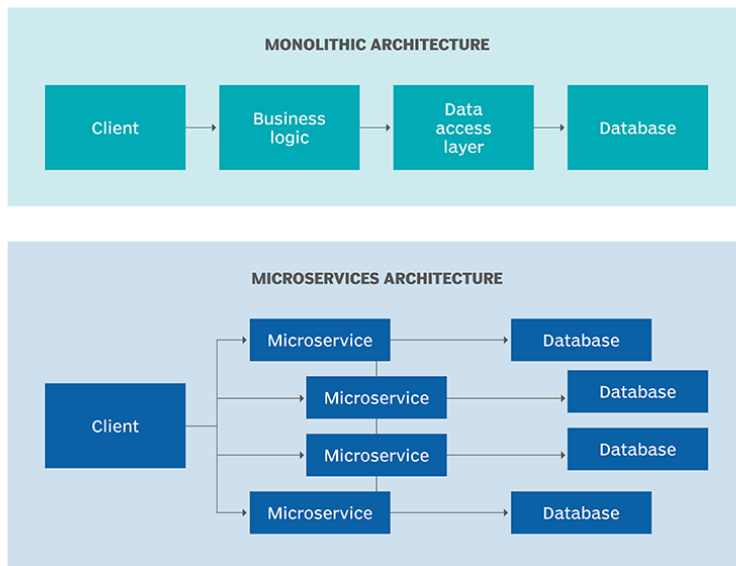 MONOLITHIC ARCHITECTURE
Client
Business
logic
Data
access
layer
Database
MICROSERVICES ARCHITECTURE
Client
Microservice
Database
Microservice
Database
Microservice
Database
Microservice
Database